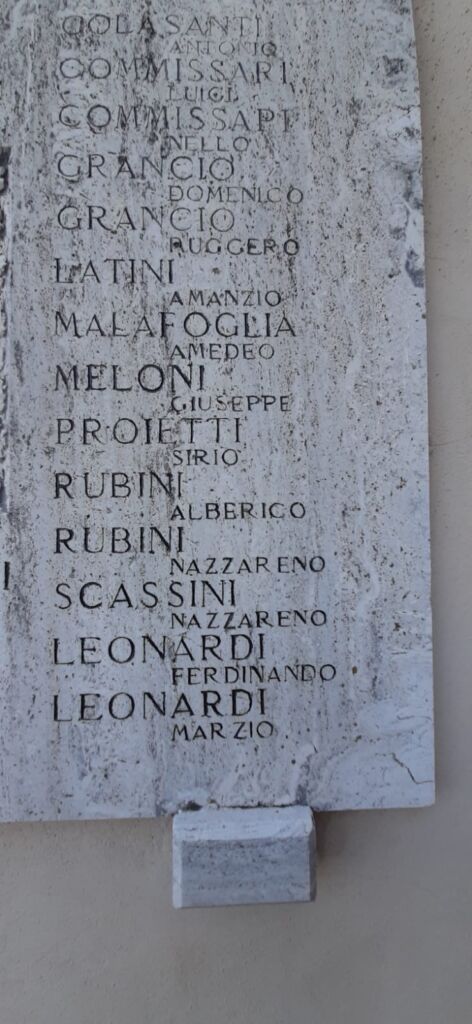 COLASANTI
ANTONIO
COMMISSARI
LUIGI
COMMISSARI
NELLO
GRANCIO
DOMENICO
GRANCIO
RUGGERO
LATINI
AMANZIO
MALAFOGLIA
AMEDEO
MELONI
GIUSEPPE
PROIETTI
SIRIO
RUBINI
ALBERICO
RUBINI
NAZZARENO
I
SCASSINI
NAZZARENO
LEONARDI
FERDINANDO
LEONARDI
MARZIO